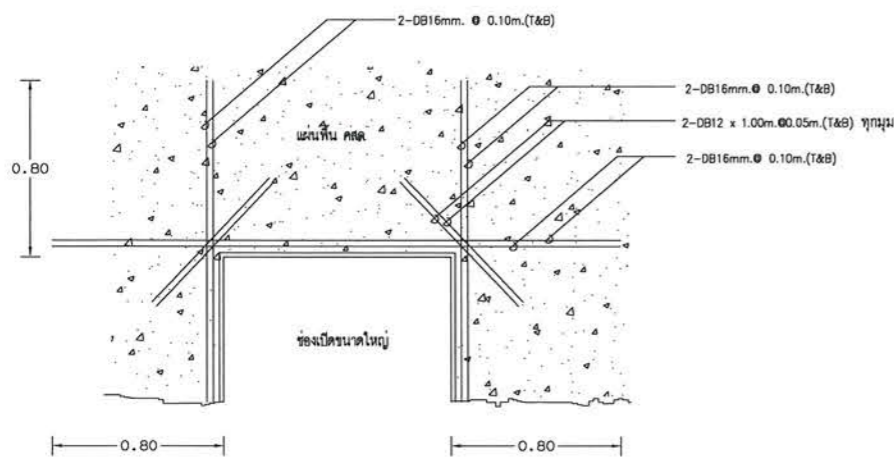 2-DB16mm. @ 0.10m.(T&B)
2-DB16mm.@ 0.10m.(T&B)
แผ่นพื้น คสล
2-DB12 x 1.00m.@0.05m.(T&B) ทุกมุม
2-DB16mm.@ 0.10m.(T&B)
0.80
ช่องเปิดขนาดใหญ่
0.80
0.80